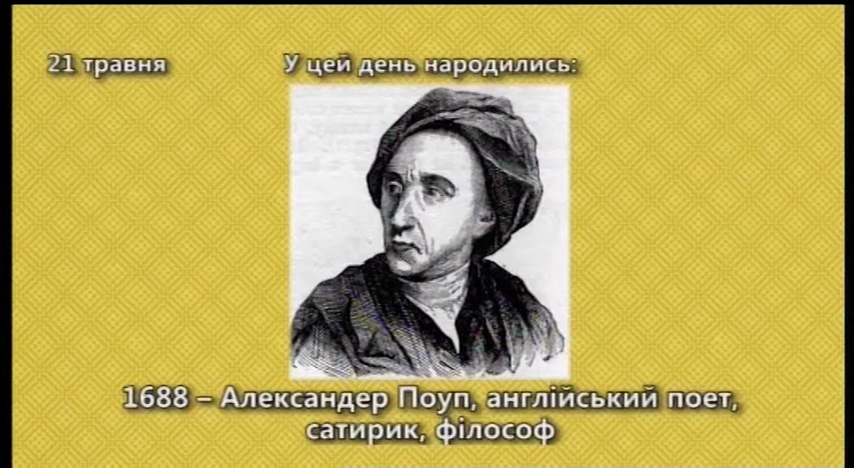 21 травня
У цей день народились:
1688 – Александер Поуп, англійський поет,
сатирик, філософ